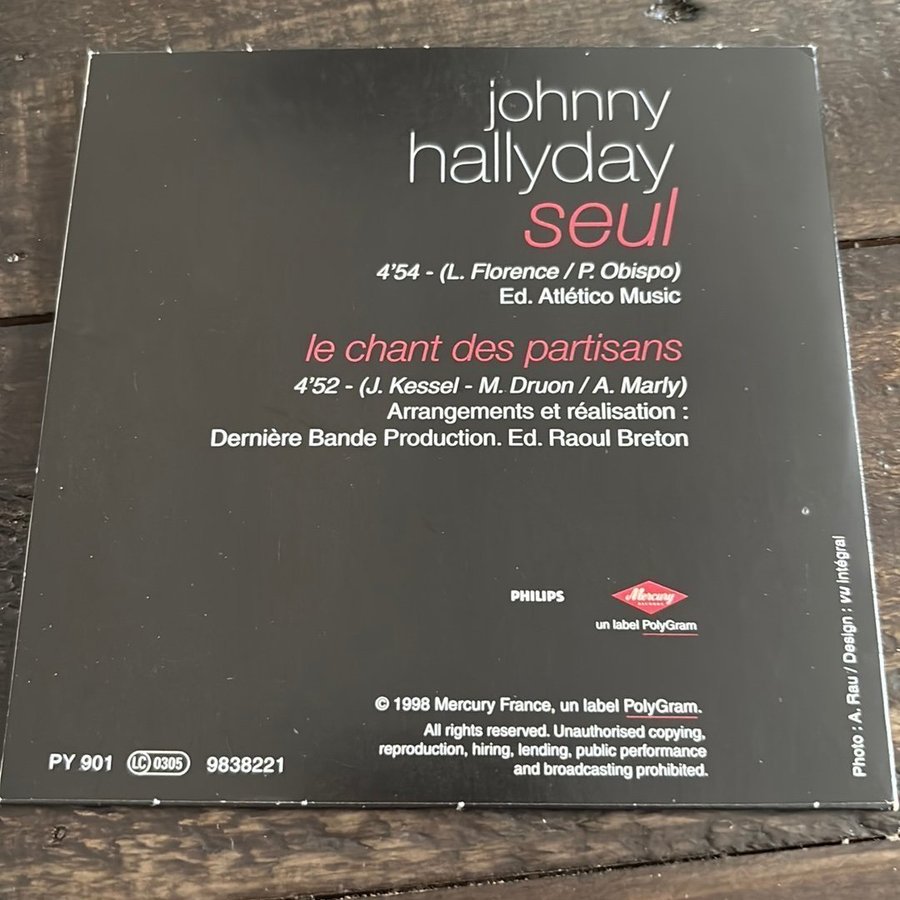 johnny
hallyday
seul
4'54 - (L. Florence / P. Obispo)
Ed. Atlético Music
le chant des partisans
4'52 - (J. Kessel - M. Druon / A. Marly)
Arrangements et réalisation :
Dernière Bande Production. Ed. Raoul Breton
PHILIPS
Mercury
RECORDS
un label PolyGram
© 1998 Mercury France, un label PolyGram.
All rights reserved. Unauthorised copying,
reproduction, hiring, lending, public performance
and broadcasting prohibited.
PY 901 LC 0305 9838221
Photo : A. Rau / Design : vu intégral